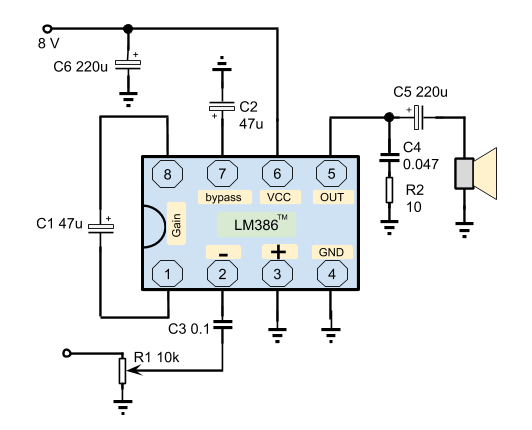 8 V
C6 220u
+
C2
47u
+
C5 220u
+
C4
0.047
R2
10
8
7
6
5
bypass
VCC
OUT
C1 47u
+
Gain
LM386™
-
+
GND
1
2
3
4
C3 0.1
R1 10k